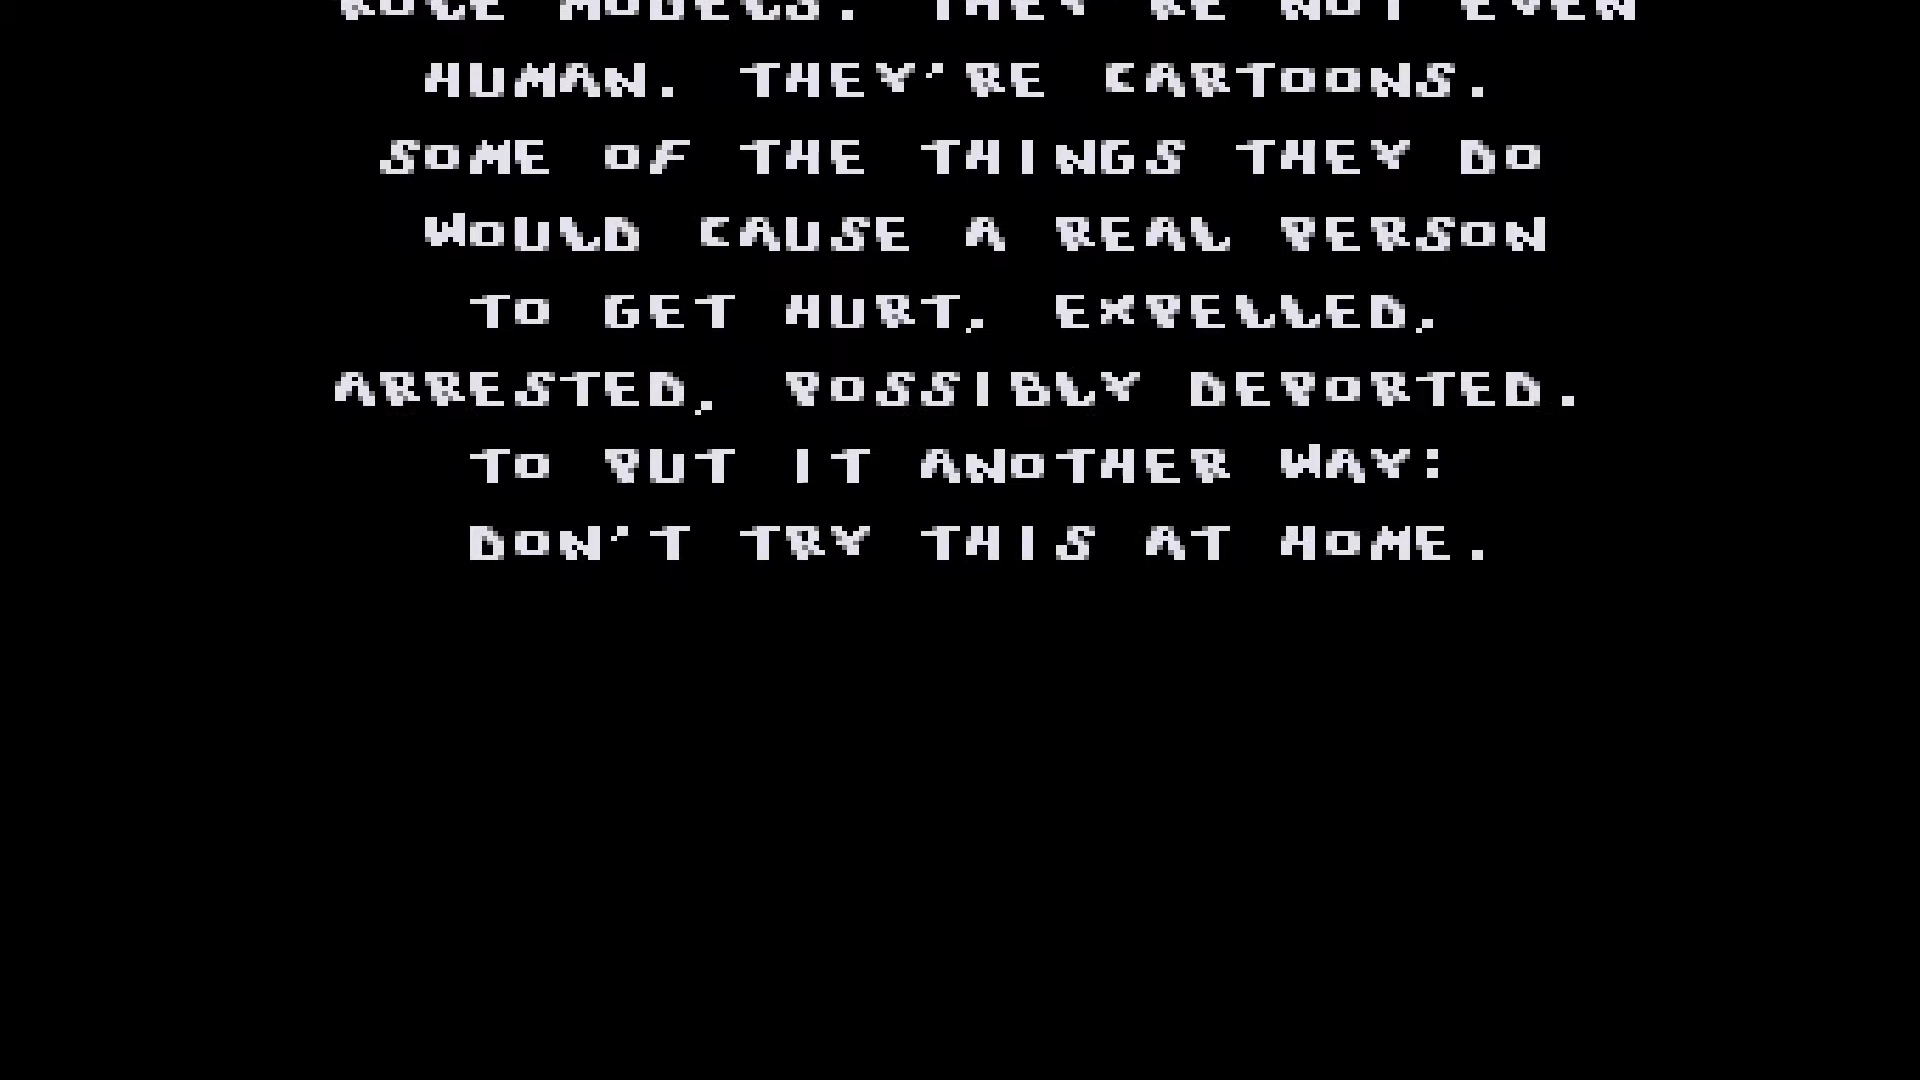 ROLE MODELS. THEY'RE NOT EVEN
HUMAN. THEY'RE CARTOONS.
SOME OF THE THINGS THEY DO
WOULD CAUSE A REAL PERSON
TO GET HURT, EXPELLED,
ARRESTED, POSSIBLY DEPORTED.
TO PUT IT ANOTHER WAY:
DON'T TRY THIS AT HOME.